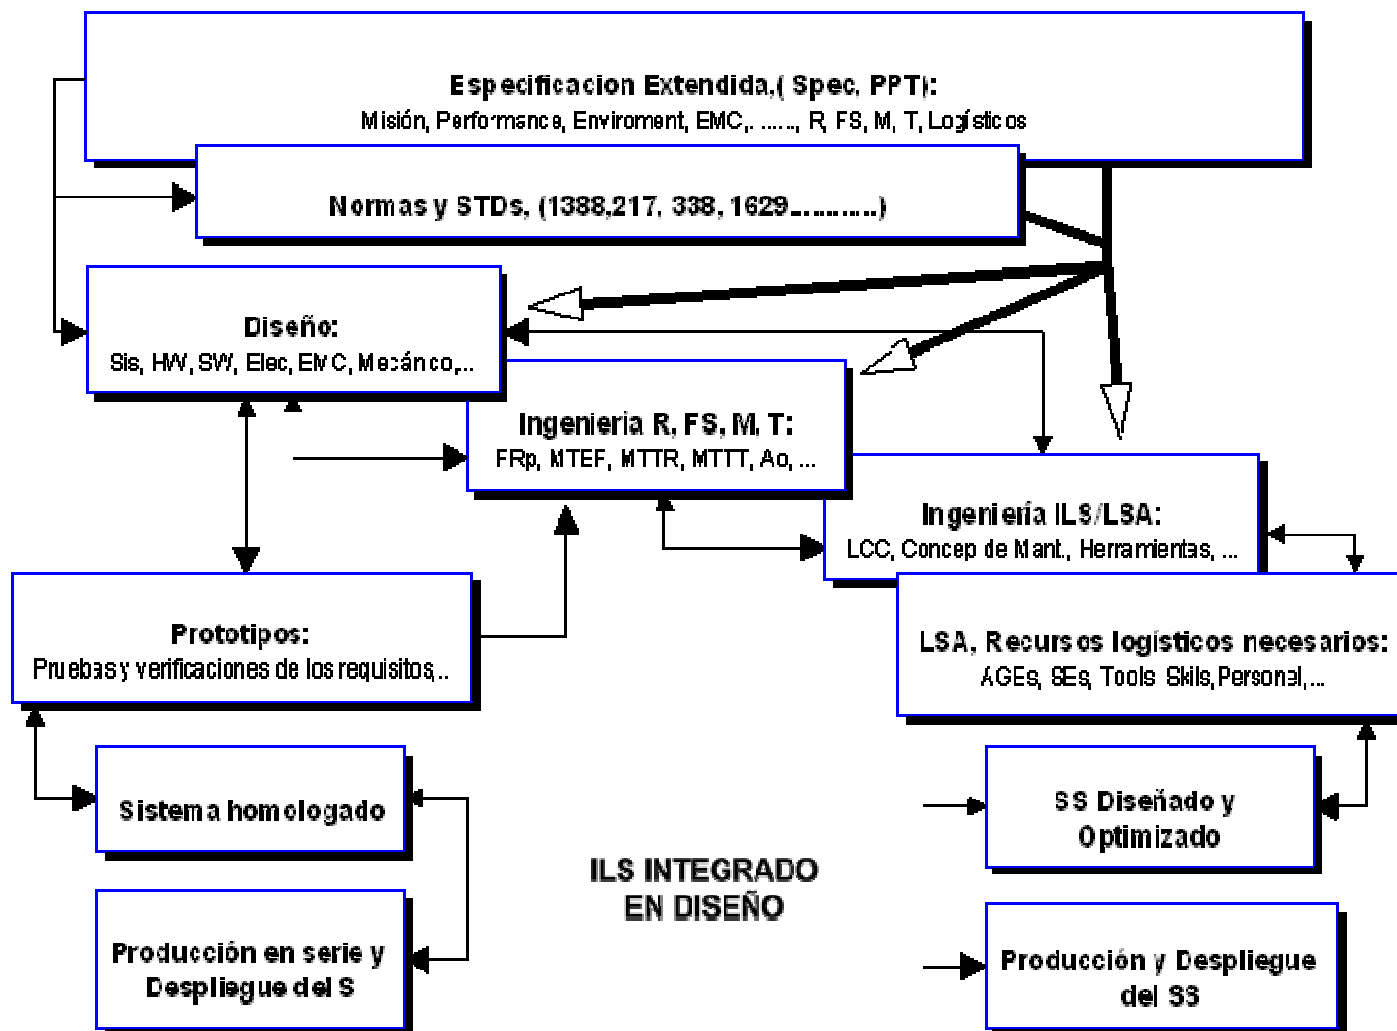 Especificacion Extendida,( Spec, PPT):
Misión, Performance, Enviroment, EMC,........, R, FS, M, T, Logísticos
Normas y STDs, (1388,217, 338, 1629............)
Diseño:
Sis, HW, SW, Elec, EMC, Mecánico,...
Ingenieria R, FS, M, T:
FRp, MTEF, MTTR, MTTT, Ao, ...
Ingeniería ILS/LSA:
LCC, Concep de Mant., Herramientas, ...
Prototipos:
Pruebas y verificaciones de los requisitos,..
LSA, Recursos logísticos necesarios:
AGEs, SEs, Tools Skils, Personal,...
Sistema homologado
SS Diseñado y
Optimizado
ILS INTEGRADO
EN DISEÑO
Producción en serie y
Despliegue del S
Producción y Despliegue
del SS